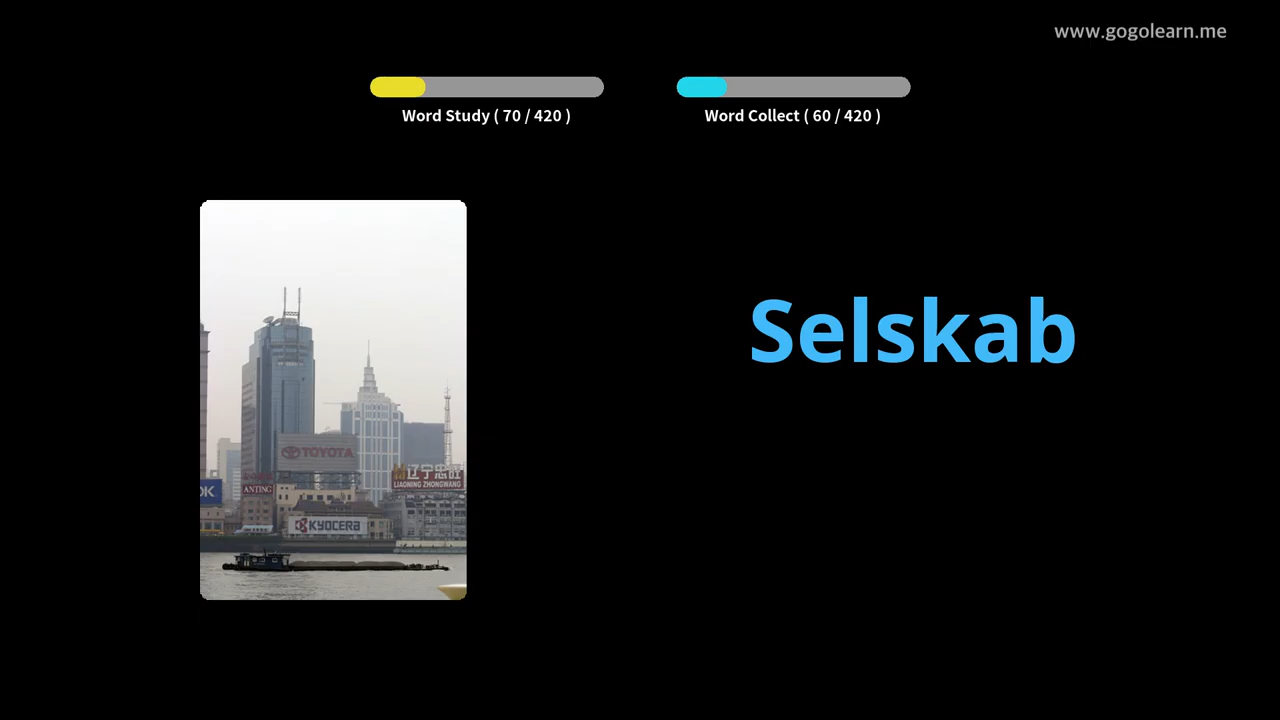 www.gogolearn.me
Word Study ( 70 / 420 )
Word Collect ( 60 / 420 )
Selskab
TOYOTA
辽宁忠旺
LIAONING ZHONGWANG
OK
ANTING
KYOCERA